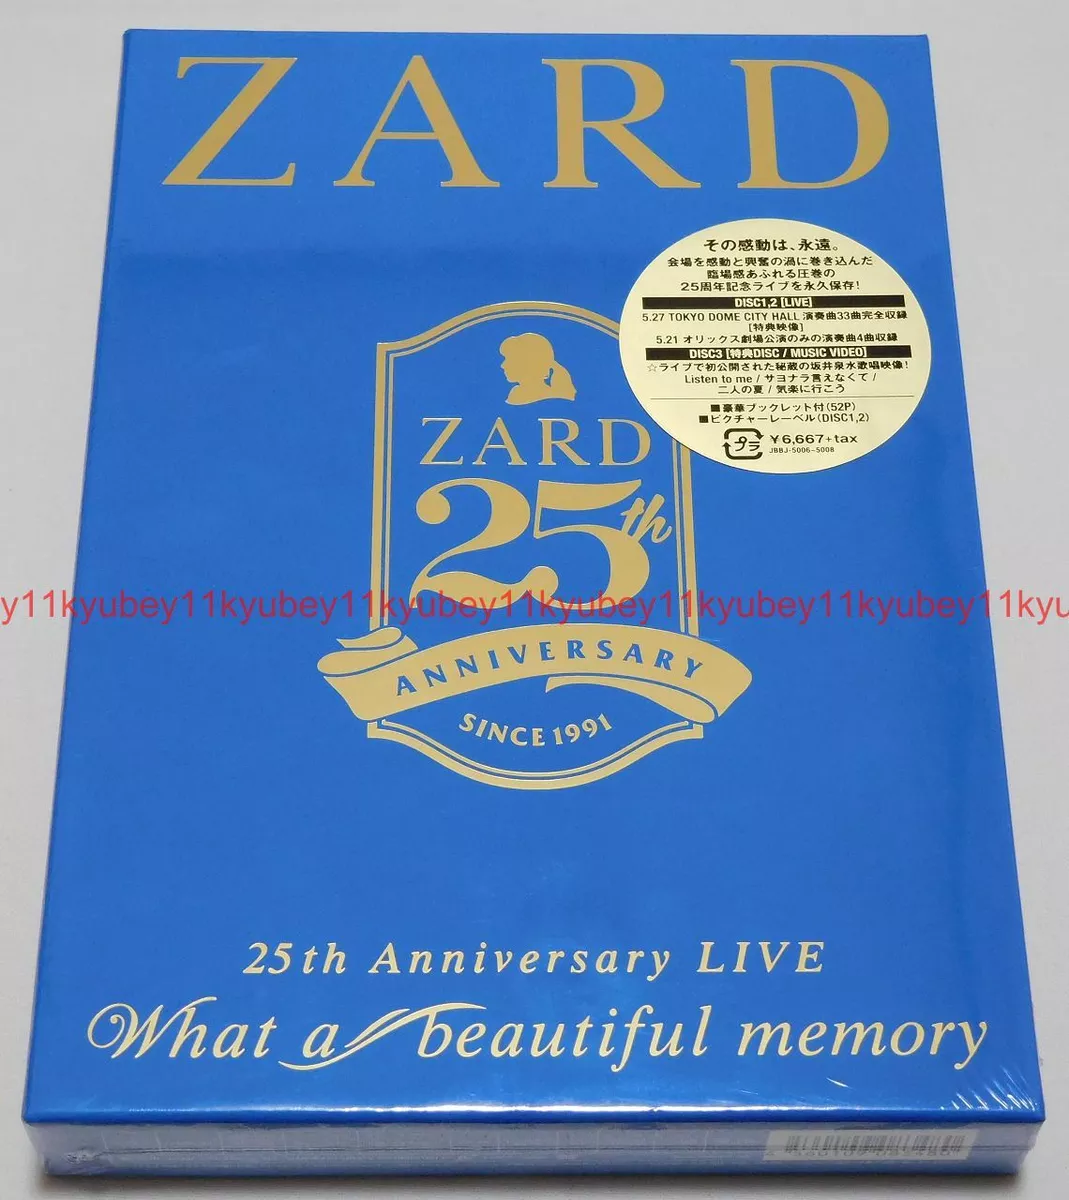 ZARD
その感動は、永遠。
会場を感動と興奮の渦に巻き込んだ
臨場感あふれる圧巻の
25周年記念ライブを永久保存!
DISC1,2 [LIVE]
5.27 TOKYO DOME CITY HALL 演奏曲33曲完全収録
[特典映像]
5.21 オリックス劇場公演のみの演奏曲4曲収録
DISC3 [特典DISC / MUSIC VIDEO]
☆ライブで初公開された秘蔵の坂井泉水歌唱映像!
Listen to me / サヨナラ言えなくて /
二人の夏 / 気楽に行こう
■豪華ブックレット付(52P)
■ピクチャーレーベル(DISC1,2)
プラ ¥6,667+tax
JBBJ-5006~5008
ZARD
25th
ANNIVERSARY
SINCE 1991
y11kyubey11kyubey11kyubey11kyubey11kyubey11kyubey11kyu
25th Anniversary LIVE
What a beautiful memory